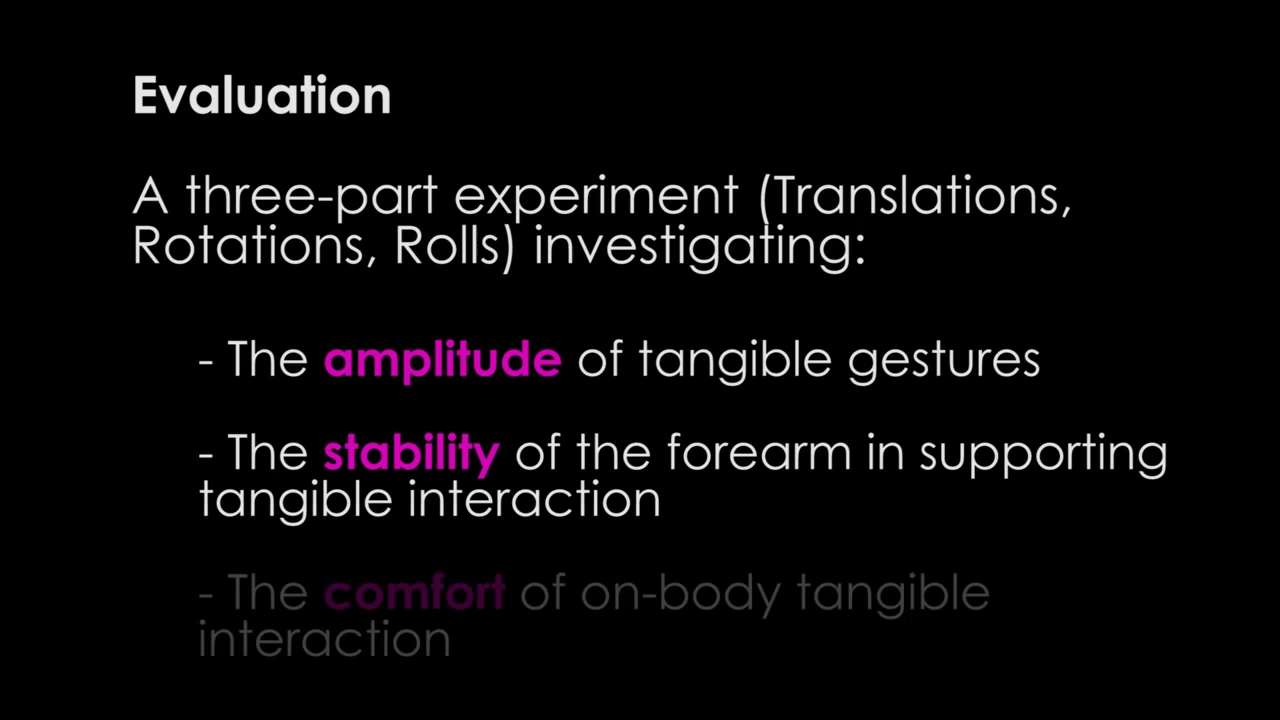 Evaluation
A three-part experiment (Translations,
Rotations, Rolls) investigating:
- The amplitude of tangible gestures
- The stability of the forearm in supporting
tangible interaction
- The comfort of on-body tangible
interaction